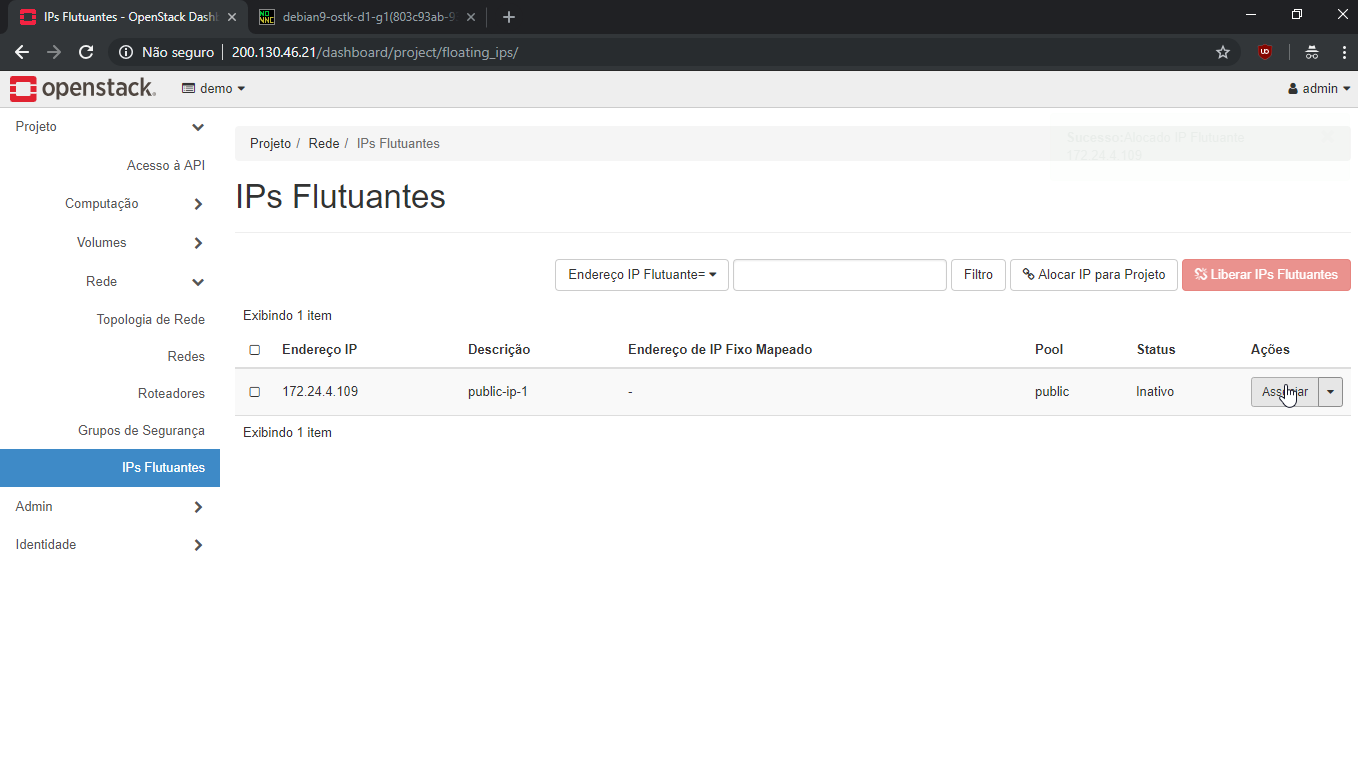 IPs Flutuantes - OpenStack Dash
debian9-ostk-d1-g1(803c93ab-9
Não seguro
200.130.46.21/dashboard/project/floating_ips/
openstack.
demo
admin
Projeto
Acesso à API
Computação
Volumes
Rede
Topologia de Rede
Redes
Roteadores
Grupos de Segurança
IPs Flutuantes
Admin
Identidade
Projeto / Rede / IPs Flutuantes
Sucesso: Alocado IP Flutuante
172.24.4.109
IPs Flutuantes
Endereço IP Flutuante=
Filtro
Alocar IP para Projeto
Liberar IPs Flutuantes
Exibindo 1 item
Endereço IP Descrição Endereço de IP Fixo Mapeado Pool Status Ações
172.24.4.109 public-ip-1 - public Inativo
Exibindo 1 item